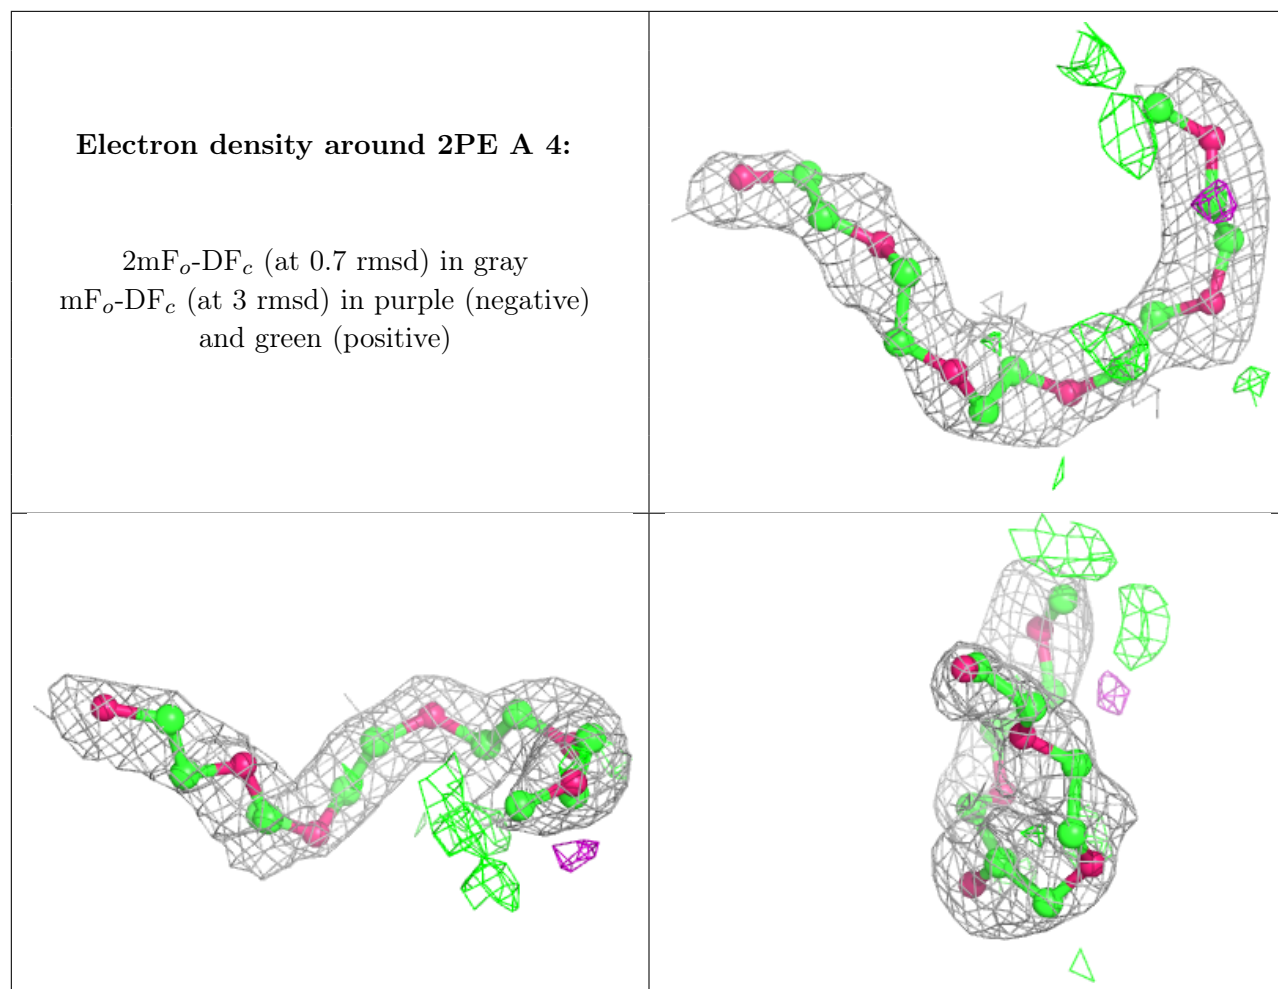 Electron density around 2PE A 4:
2mFₒ-DF𝒸 (at 0.7 rmsd) in gray
mFₒ-DF𝒸 (at 3 rmsd) in purple (negative)
and green (positive)